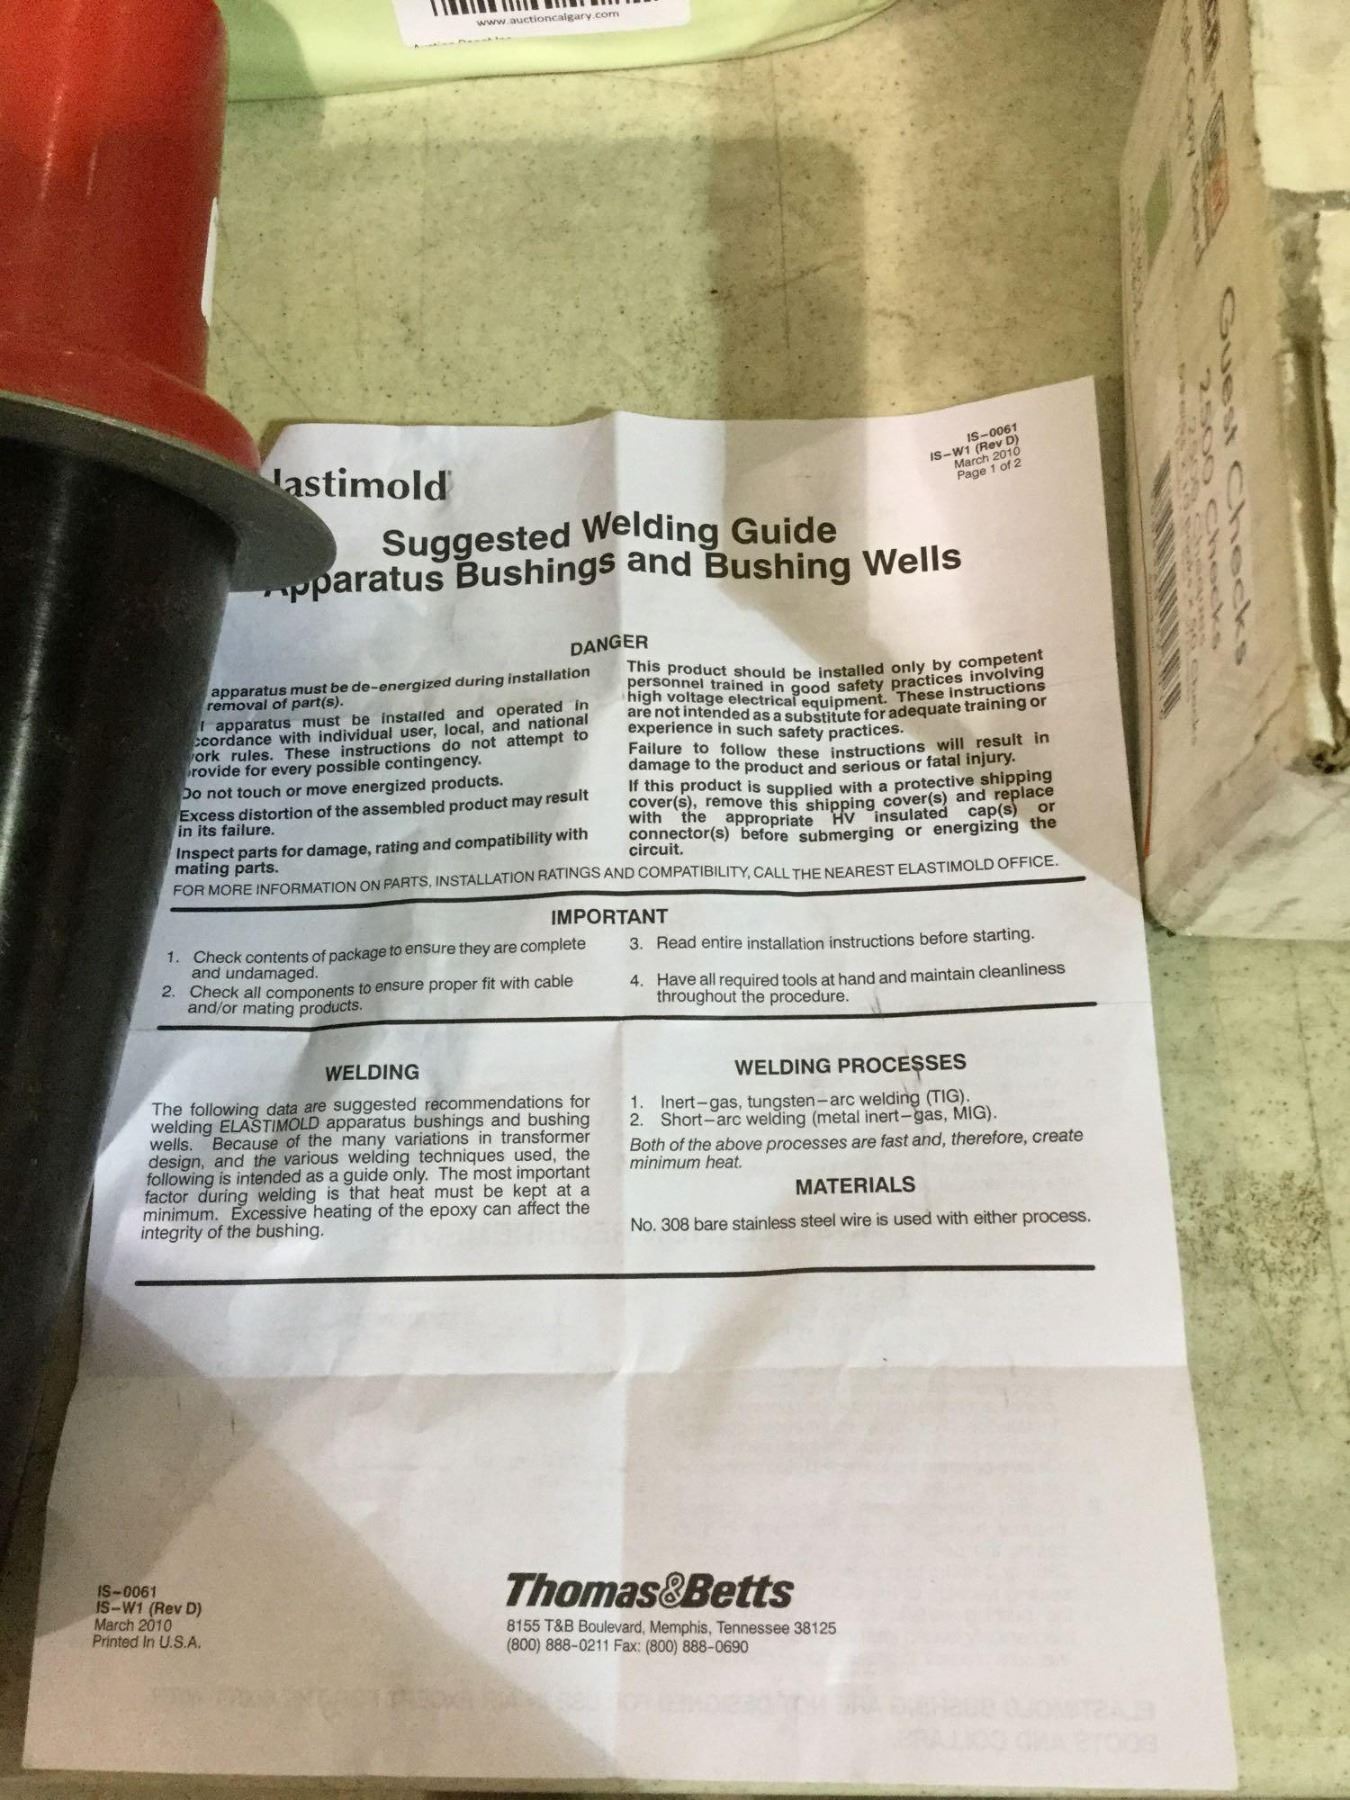 www.auctioncalgary.com
IS-0061
IS-W1 (Rev D)
March 2010
Page 1 of 2
lastimold®
Suggested Welding Guide
Apparatus Bushings and Bushing Wells
DANGER
apparatus must be de-energized during installation
removal of part(s).
apparatus must be installed and operated in
ccordance with individual user, local, and national
ork rules. These instructions do not attempt to
rovide for every possible contingency.
Do not touch or move energized products.
Excess distortion of the assembled product may result
in its failure.
Inspect parts for damage, rating and compatibility with
mating parts.
This product should be installed only by competent
personnel trained in good safety practices involving
high voltage electrical equipment. These instructions
are not intended as a substitute for adequate training or
experience in such safety practices.
Failure to follow these instructions will result in
damage to the product and serious or fatal injury.
If this product is supplied with a protective shipping
cover(s), remove this shipping cover(s) and replace
with the appropriate HV insulated cap(s) or
connector(s) before submerging or energizing the
circuit.
FOR MORE INFORMATION ON PARTS, INSTALLATION RATINGS AND COMPATIBILITY, CALL THE NEAREST ELASTIMOLD OFFICE.
IMPORTANT
1. Check contents of package to ensure they are complete
and undamaged.
2. Check all components to ensure proper fit with cable
and/or mating products.
3. Read entire installation instructions before starting.
4. Have all required tools at hand and maintain cleanliness
throughout the procedure.
WELDING
The following data are suggested recommendations for
welding ELASTIMOLD apparatus bushings and bushing
wells. Because of the many variations in transformer
design, and the various welding techniques used, the
following is intended as a guide only. The most important
factor during welding is that heat must be kept at a
minimum. Excessive heating of the epoxy can affect the
integrity of the bushing.
WELDING PROCESSES
1. Inert-gas, tungsten-arc welding (TIG).
2. Short-arc welding (metal inert-gas, MIG).
Both of the above processes are fast and, therefore, create
minimum heat.
MATERIALS
No. 308 bare stainless steel wire is used with either process.
IS-0061
IS-W1 (Rev D)
March 2010
Printed In U.S.A.
Thomas&Betts
8155 T&B Boulevard, Memphis, Tennessee 38125
(800) 888-0211 Fax: (800) 888-0690
Guest Checks
2500 Checks